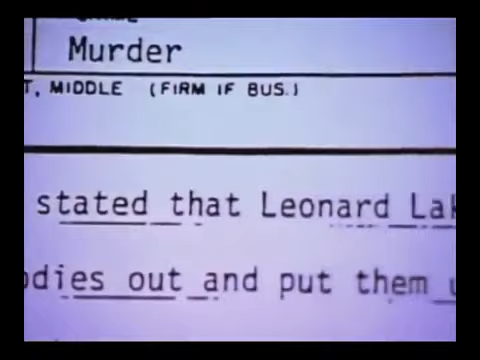 Murder
T, MIDDLE (FIRM IF BUS.)
stated that Leonard Lak
odies out and put them